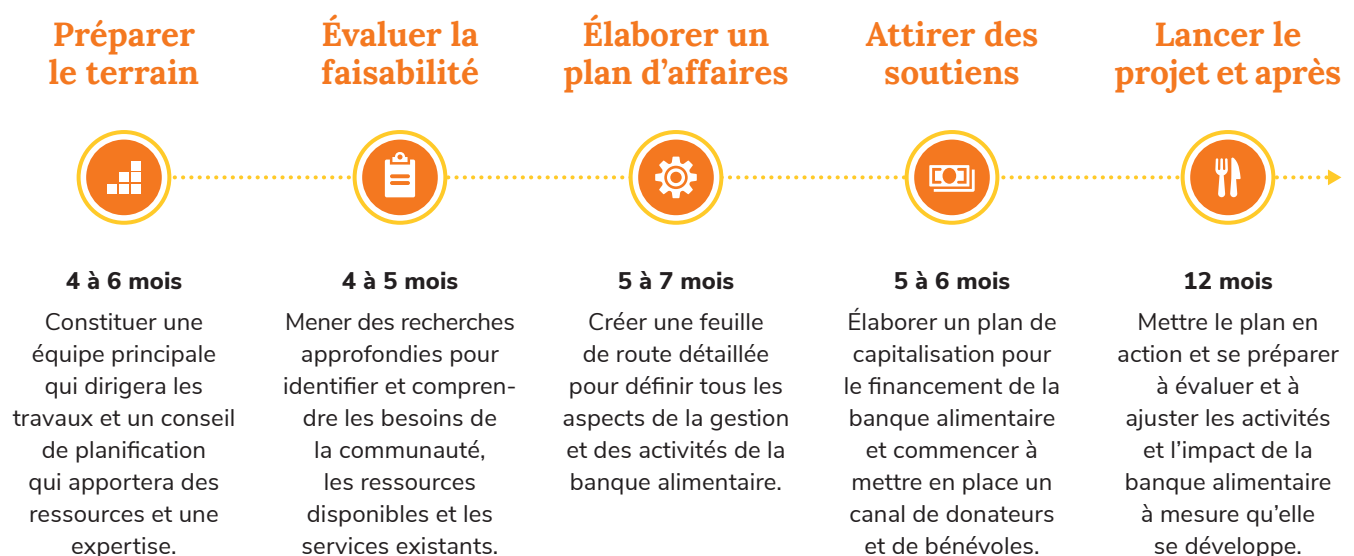 Préparer
le terrain
4 à 6 mois
Constituer une
équipe principale
qui dirigera les
travaux et un conseil
de planification
qui apportera des
ressources et une
expertise.
Évaluer la
faisabilité
4 à 5 mois
Mener des recherches
approfondies pour
identifier et compren-
dre les besoins de
la communauté,
les ressources
disponibles et les
services existants.
Élaborer un
plan d’affaires
5 à 7 mois
Créer une feuille
de route détaillée
pour définir tous les
aspects de la gestion
et des activités de la
banque alimentaire.
Attirer des
soutiens
5 à 6 mois
Élaborer un plan de
capitalisation pour
le financement de la
banque alimentaire
et commencer à
mettre en place un
canal de donateurs
et de bénévoles.
Lancer le
projet et après
12 mois
Mettre le plan en
action et se préparer
à évaluer et à
ajuster les activités
et l’impact de la
banque alimentaire
à mesure qu’elle
se développe.